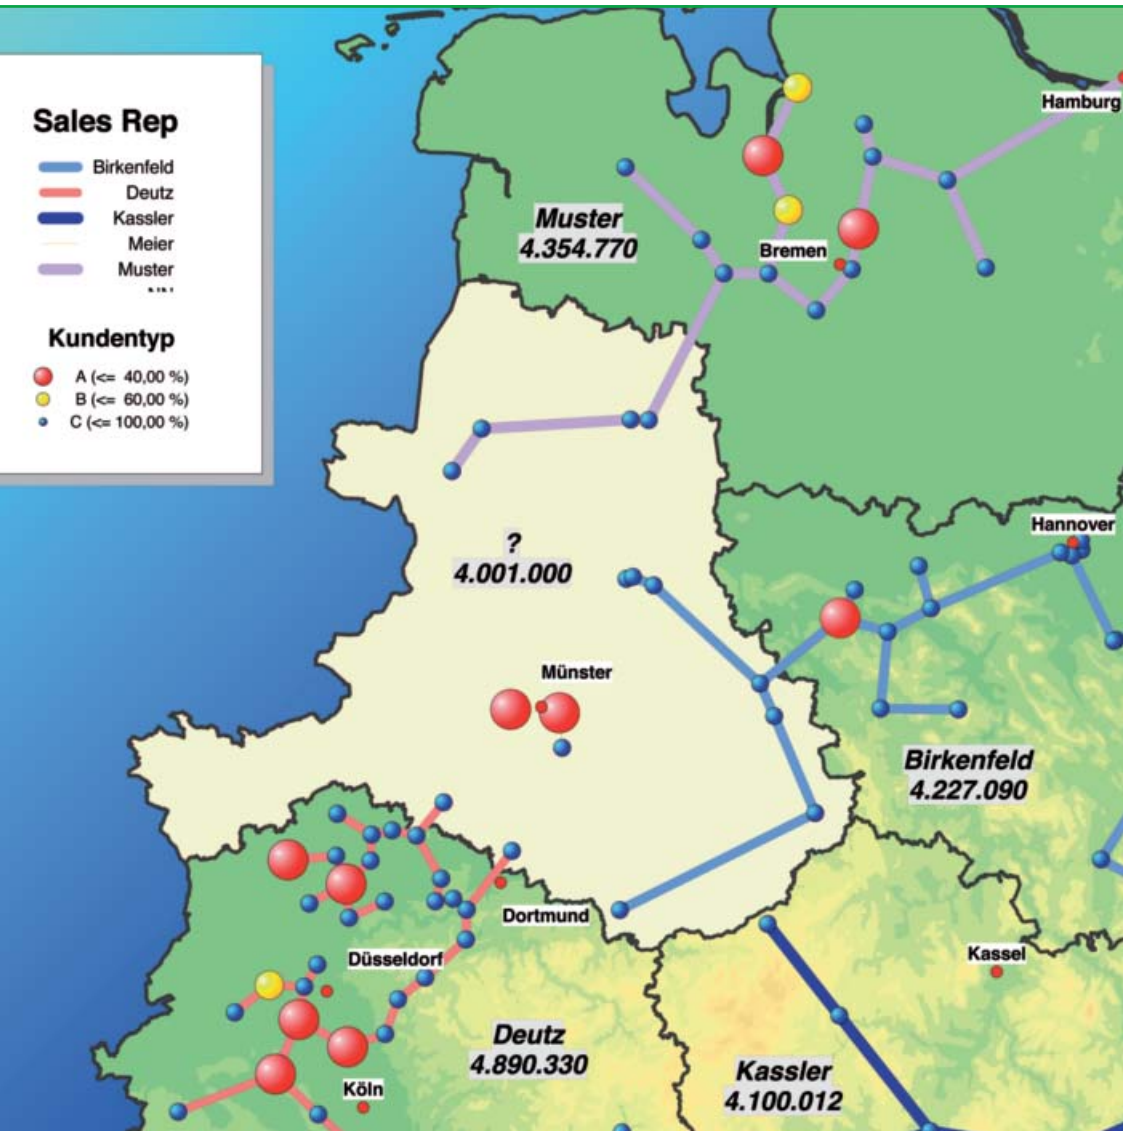 Sales Rep
Birkenfeld
Deutz
Kassler
Meier
Muster
Kundentyp
A (<= 40,00 %)
B (<= 60,00 %)
C (<= 100,00 %)
Hamburg
Muster
4.354.770
Bremen
Hannover
?
4.001.000
Münster
Birkenfeld
4.227.090
Dortmund
Düsseldorf
Kassel
Deutz
4.890.330
Kassler
4.100.012
Köln